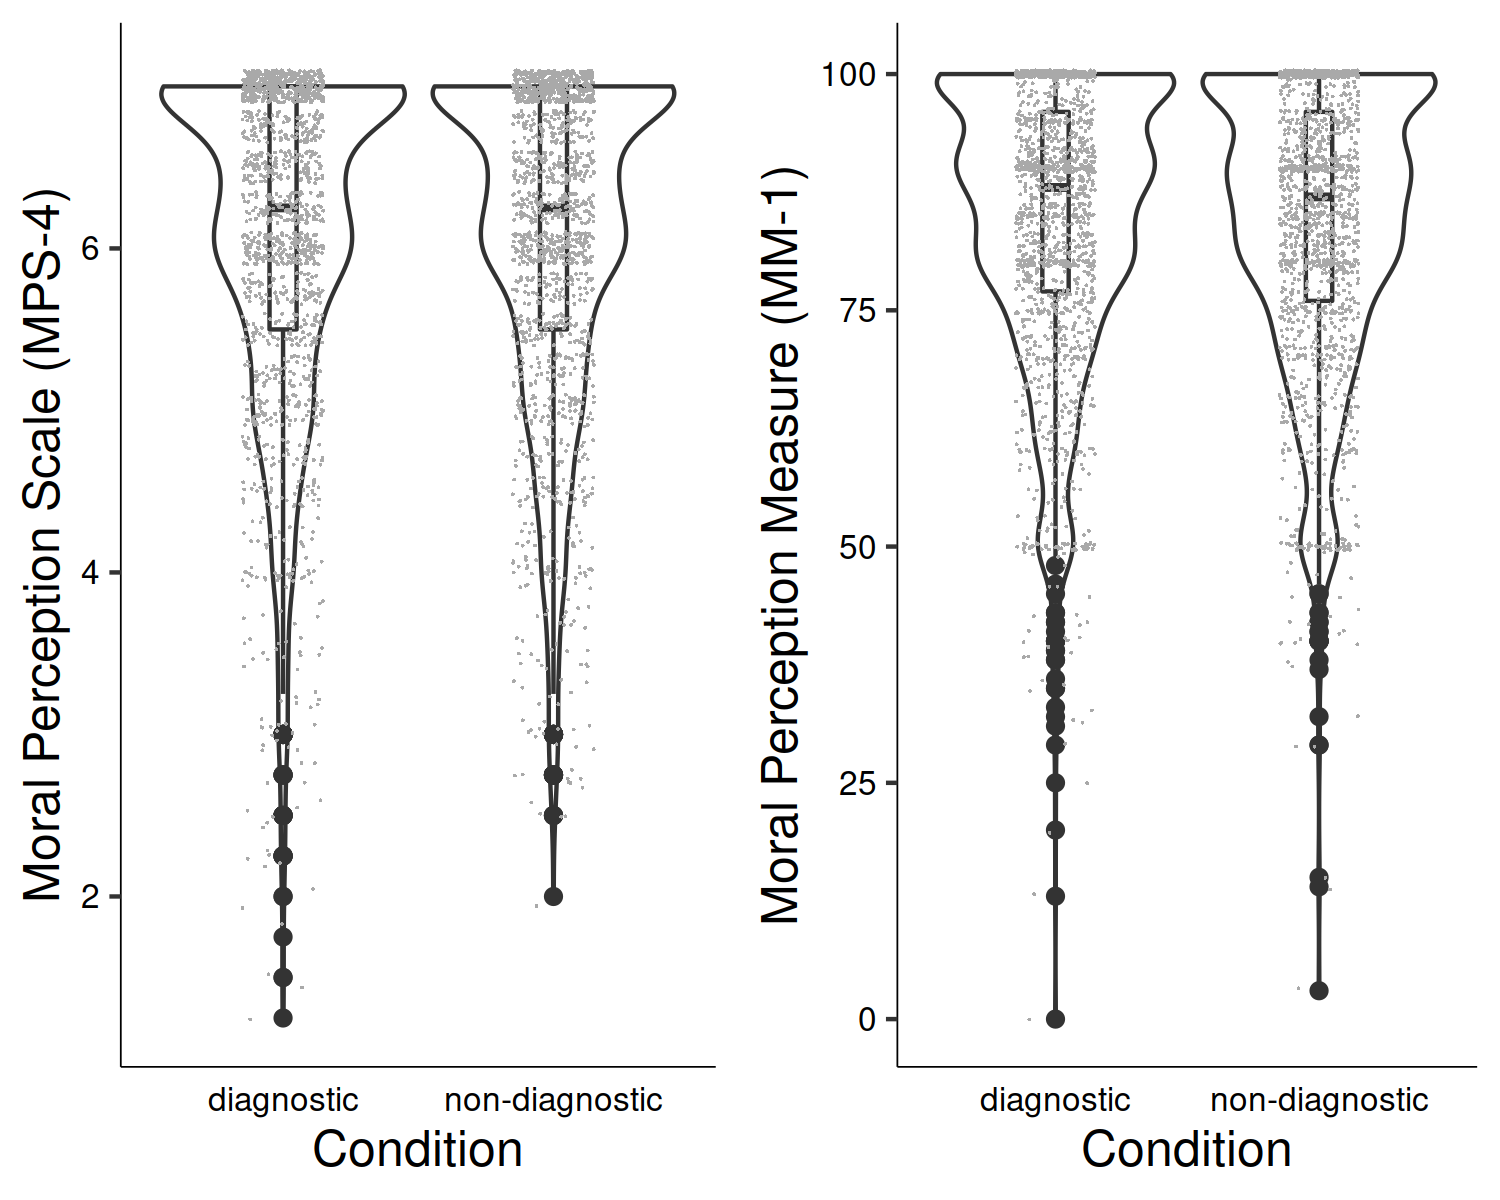 Moral Perception Scale (MPS-4)
6
4
2
diagnostic
non-diagnostic
Condition
Moral Perception Measure (MM-1)
100
75
50
25
0
diagnostic
non-diagnostic
Condition